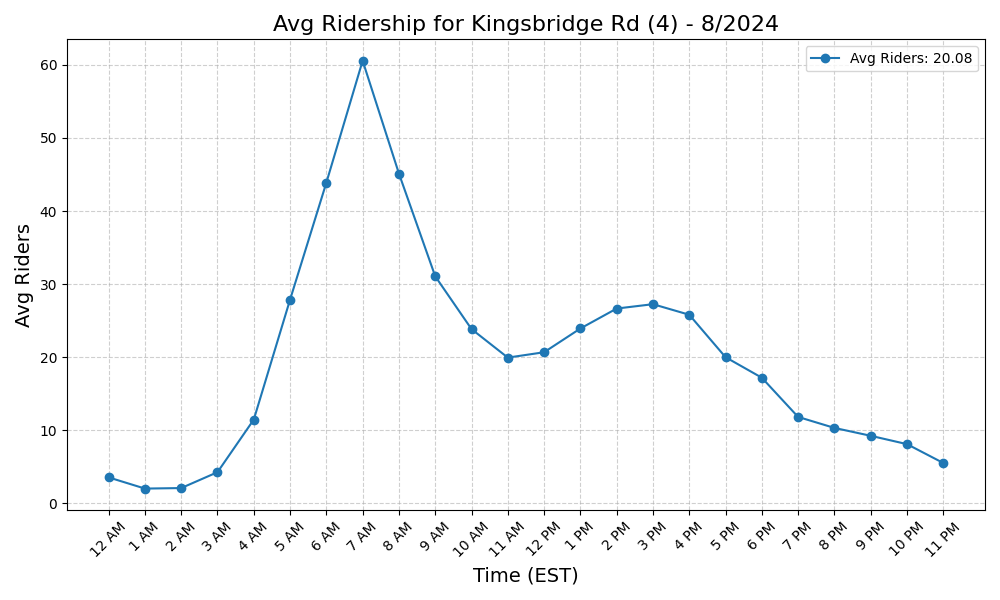 Avg Ridership for Kingsbridge Rd (4) - 8/2024
Avg Riders: 20.08
Avg Riders
60
50
40
30
20
10
0
12 AM
1 AM
2 AM
3 AM
4 AM
5 AM
6 AM
7 AM
8 AM
9 AM
10 AM
11 AM
12 PM
1 PM
2 PM
3 PM
4 PM
5 PM
6 PM
7 PM
8 PM
9 PM
10 PM
11 PM
Time (EST)